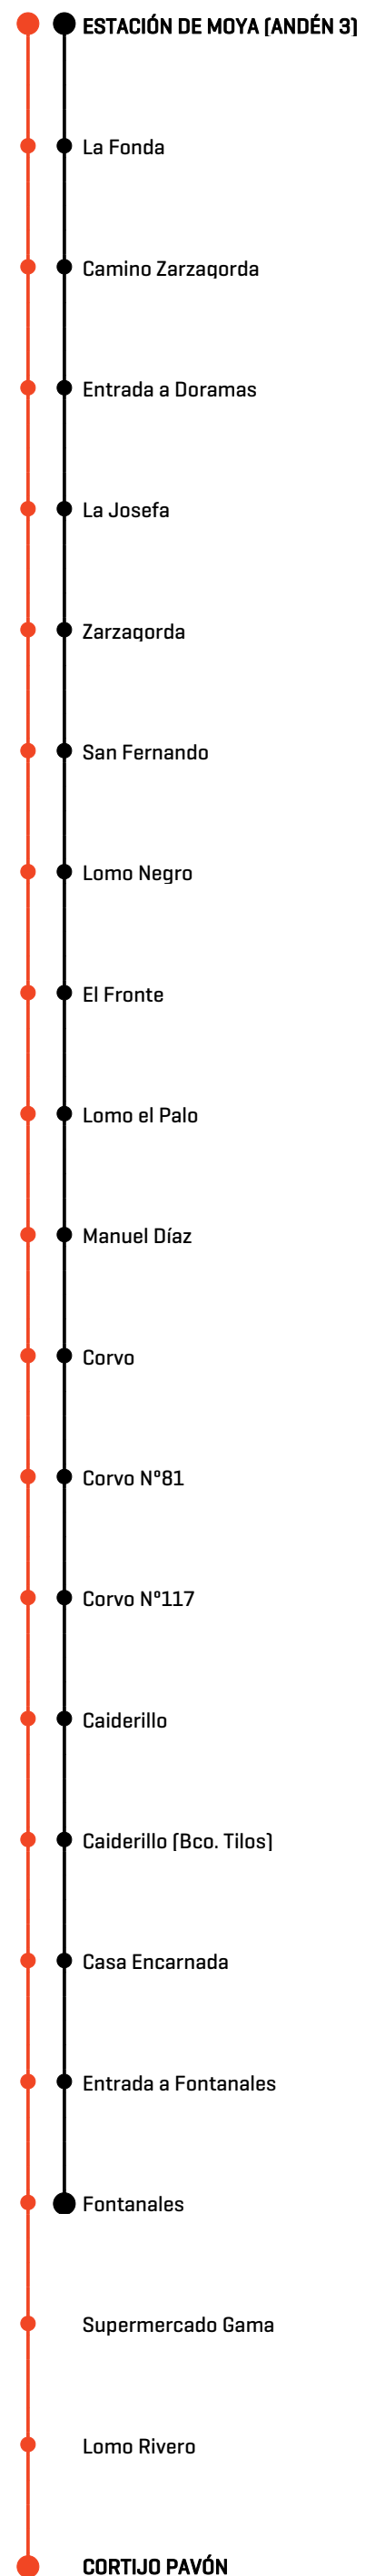 ESTACIÓN DE MOYA (ANDÉN 3)
La Fonda
Camino Zarzagorda
Entrada a Doramas
La Josefa
Zarzagorda
San Fernando
Lomo Negro
El Fronte
Lomo el Palo
Manuel Díaz
Corvo
Corvo Nº81
Corvo Nº117
Caiderillo
Caiderillo (Bco. Tilos)
Casa Encarnada
Entrada a Fontanales
Fontanales
Supermercado Gama
Lomo Rivero
CORTIJO PAVÓN